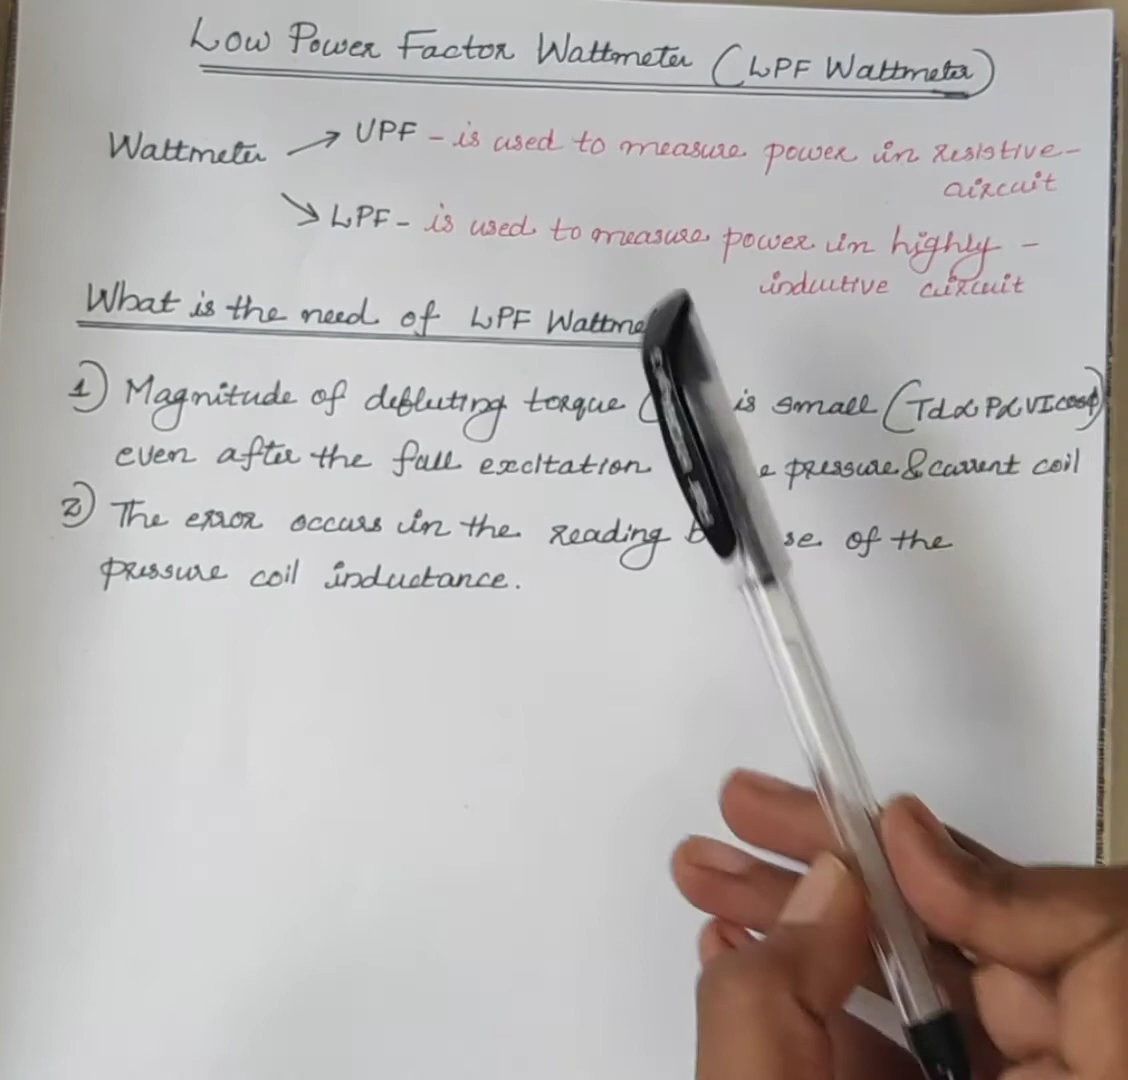 Low Power Factor Wattmeter (LPF Wattmeter)
Wattmeter → UPF - is used to measure power in resistive-
circuit
↘ LPF - is used to measure power in highly -
inductive circuit
What is the need of LPF
1) Magnitude of deflecting torque ( is small (Td∝P∝VIcosϕ)
even after the full excitation pressure & current coil
2) The error occurs in the reading of the
pressure coil inductance.